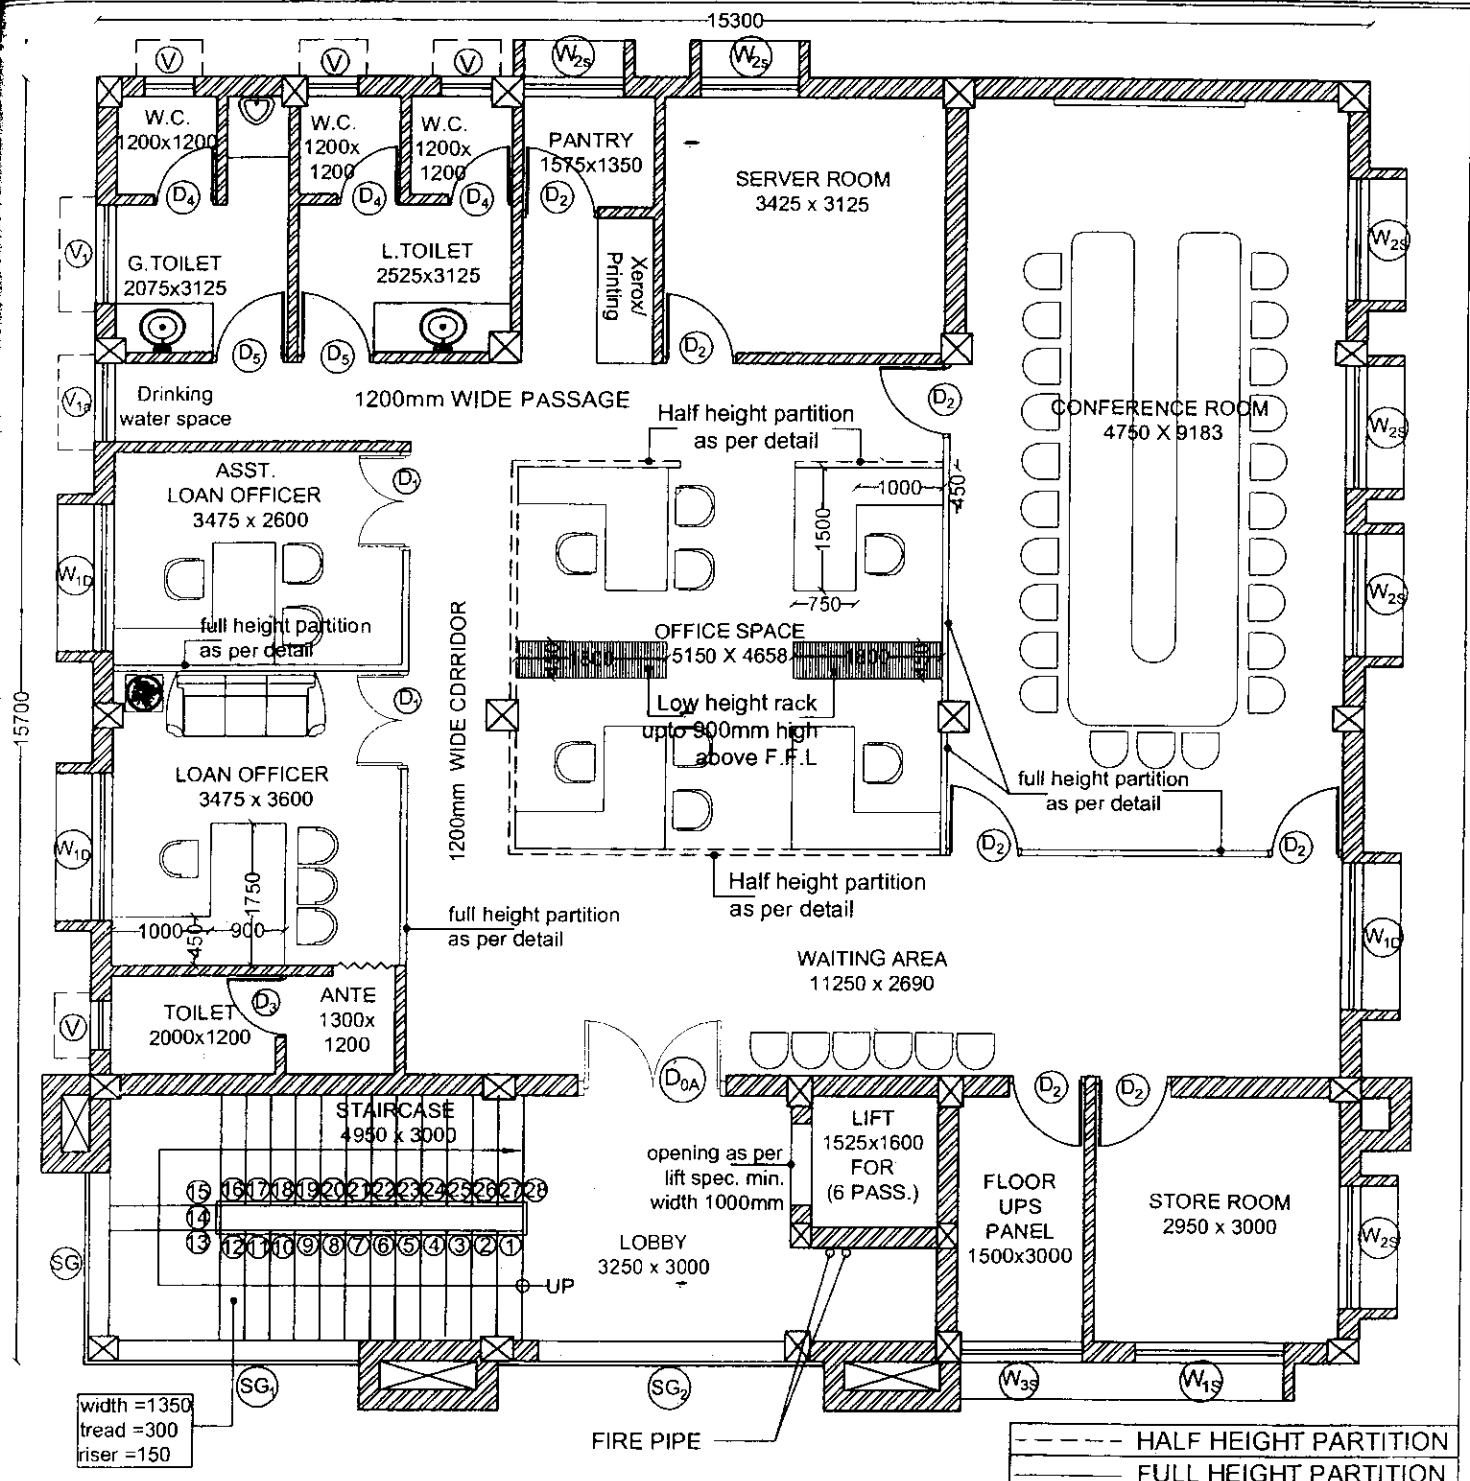 15300
V
V
V
W2s
W2s
W.C.
1200x1200
W.C.
1200x
1200
W.C.
1200x
1200
PANTRY
1575x1350
SERVER ROOM
3425 x 3125
D4
D4
D4
D2
V1
G.TOILET
2075x3125
L.TOILET
2525x3125
Xerox/
Printing
W2S
D5
D5
D2
V1a
Drinking
water space
1200mm WIDE PASSAGE
D2
CONFERENCE ROOM
4750 X 9183
W2S
Half height partition
as per detail
ASST.
LOAN OFFICER
3475 x 2600
D1
1000
450
1500
750
W1D
W2S
full height partition
as per detail
OFFICE SPACE
5150 X 4658
450
1800
1800
450
15700
D1
1200mm WIDE CDRRIDOR
Low height rack
upto 900mm high
above F.F.L
LOAN OFFICER
3475 x 3600
full height partition
as per detail
W1D
D2
D2
1750
1000
450
900
Half height partition
as per detail
full height partition
as per detail
W1D
WAITING AREA
11250 x 2690
V
TOILET
2000x1200
D3
ANTE
1300x
1200
D0A
D2
D2
STAIRCASE
4950 x 3000
LIFT
1525x1600
FOR
(6 PASS.)
opening as per
lift spec. min.
width 1000mm
FLOOR
UPS
PANEL
1500x3000
STORE ROOM
2950 x 3000
15 16 17 18 19 20 21 22 23 24 25 26 27 28
14
13 12 11 10 9 8 7 6 5 4 3 2 1
SG
LOBBY
3250 x 3000
UP
W2S
SG1
SG2
W3S
W1S
width =1350
tread =300
riser =150
FIRE PIPE
HALF HEIGHT PARTITION
FULL HEIGHT PARTITION